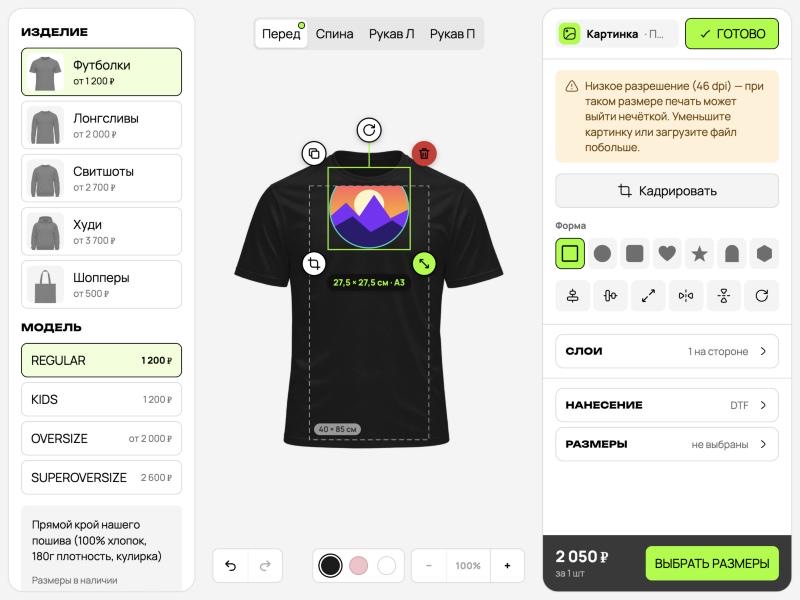 ИЗДЕЛИЕ
Футболки
от 1 200 ₽
Лонгсливы
от 2 000 ₽
Свитшоты
от 2 700 ₽
Худи
от 3 700 ₽
Шопперы
от 500 ₽
МОДЕЛЬ
REGULAR 1 200 ₽
KIDS 1 200 ₽
OVERSIZE от 2 000 ₽
SUPEROVERSIZE 2 600 ₽
Прямой крой нашего
пошива (100% хлопок,
180г плотность, кулирка)
Размеры в наличии
Перед Спина Рукав Л Рукав П
27,5 × 27,5 см · A3
40 × 85 см
− 100% +
Картинка · П...
ГОТОВО
Низкое разрешение (46 dpi) — при
таком размере печать может
выйти нечёткой. Уменьшите
картинку или загрузите файл
побольше.
Кадрировать
Форма
СЛОИ 1 на стороне
НАНЕСЕНИЕ DTF
РАЗМЕРЫ не выбраны
2 050 ₽
за 1 шт
ВЫБРАТЬ РАЗМЕРЫ